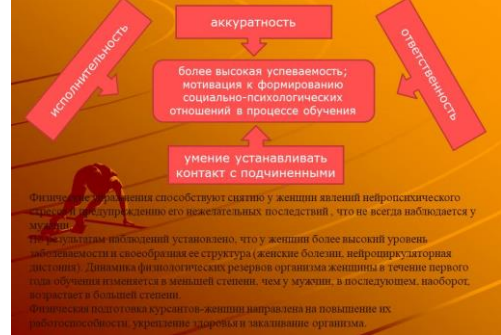 аккуратность
исполнительность
ответственность
более высокая успеваемость;
мотивация к формированию
социально-психологических
отношений в процессе обучения
умение устанавливать
контакт с подчиненными
Физические упражнения способствуют снятию у женщин явлений нейропсихического
стресса и предупреждению его нежелательных последствий , что не всегда наблюдается у
мужчин.
По результатам наблюдений установлено, что у женщин более высокий уровень
заболеваемости и своеобразная ее структура (женские болезни, нейроциркуляторная
дистония). Динамика физиологических резервов организма женщины в течение первого
года обучения изменяется в меньшей степени, чем у мужчин, в последующем, наоборот,
возрастает в большей степени.
Физическая подготовка курсантов-женщин направлена на повышение их
работоспособности, укрепление здоровья и закаливание организма.